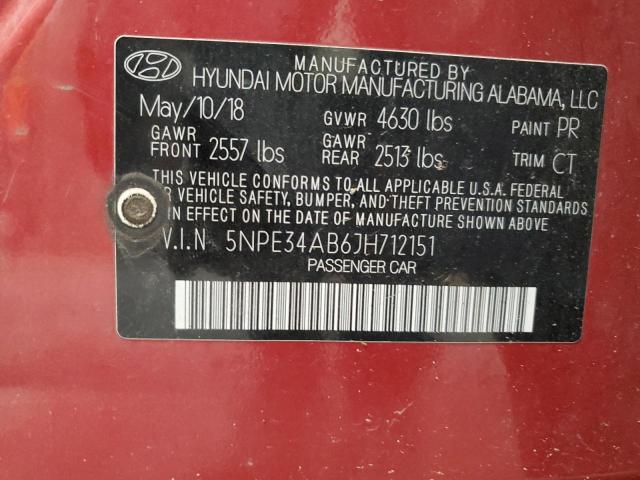 MANUFACTURED BY
HYUNDAI MOTOR MANUFACTURING ALABAMA, LLC
May/10/18 GVWR 4630 lbs PAINT PR
GAWR FRONT 2557 lbs GAWR REAR 2513 lbs TRIM CT
THIS VEHICLE CONFORMS TO ALL APPLICABLE U.S.A. FEDERAL
R VEHICLE SAFETY, BUMPER, AND THEFT PREVENTION STANDARDS
IN EFFECT ON THE DATE OF MANUFACTURE SHOWN ABOVE
V.I.N 5NPE34AB6JH712151
PASSENGER CAR